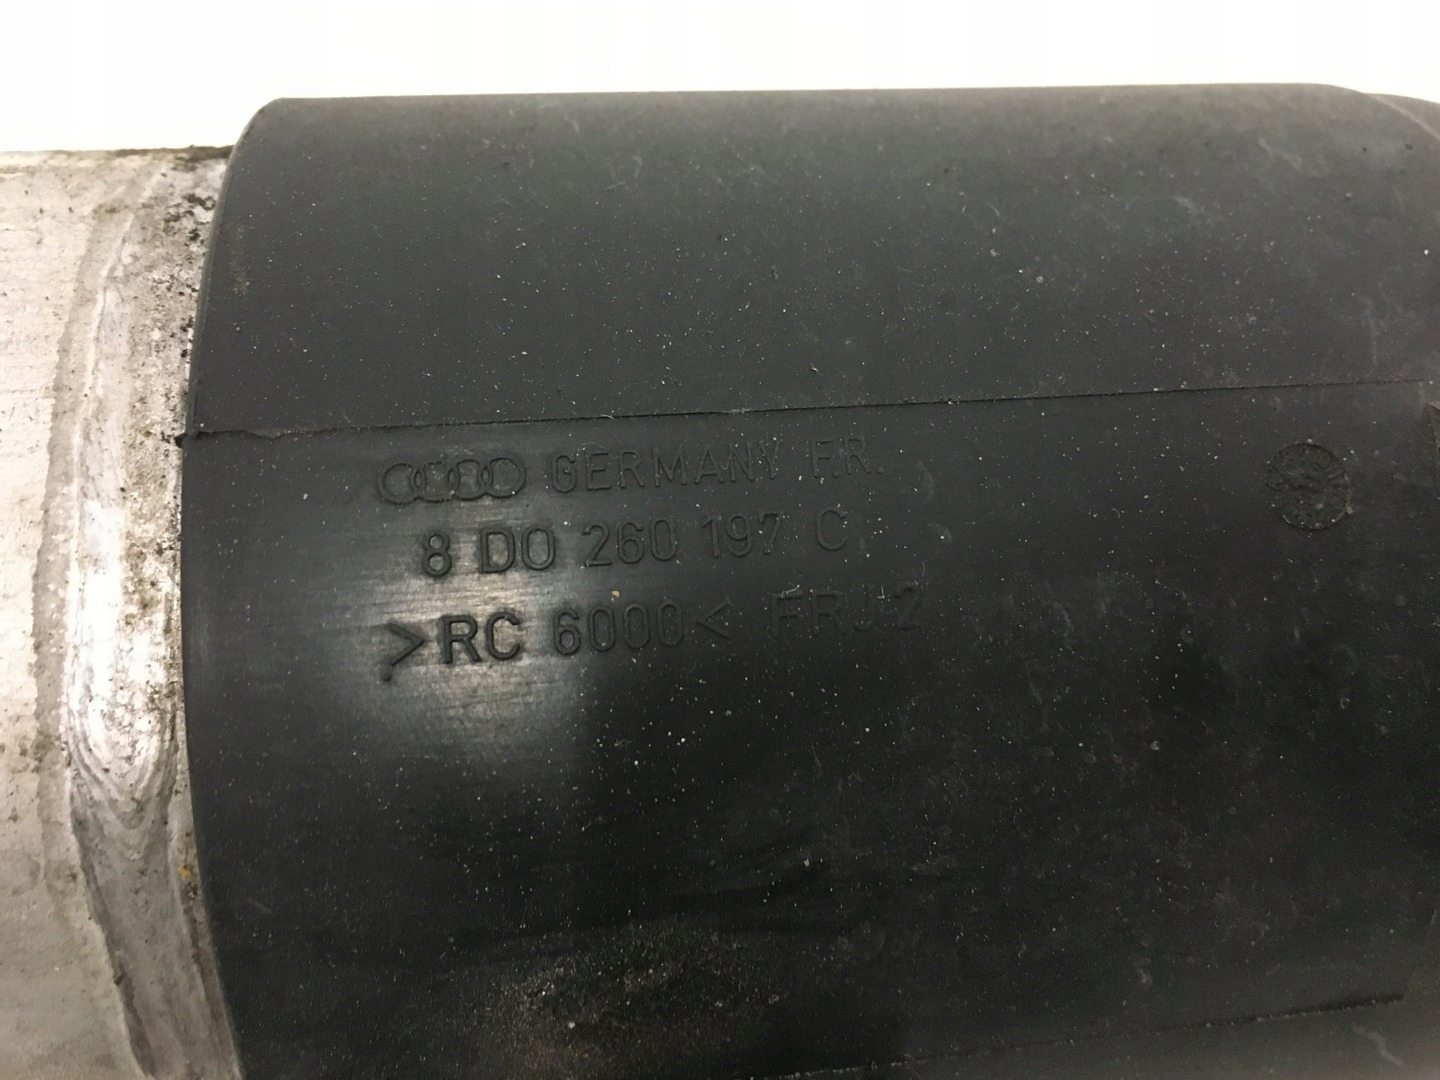 GERMANY F.R.
8 D0 260 197 C
>RC 6000<